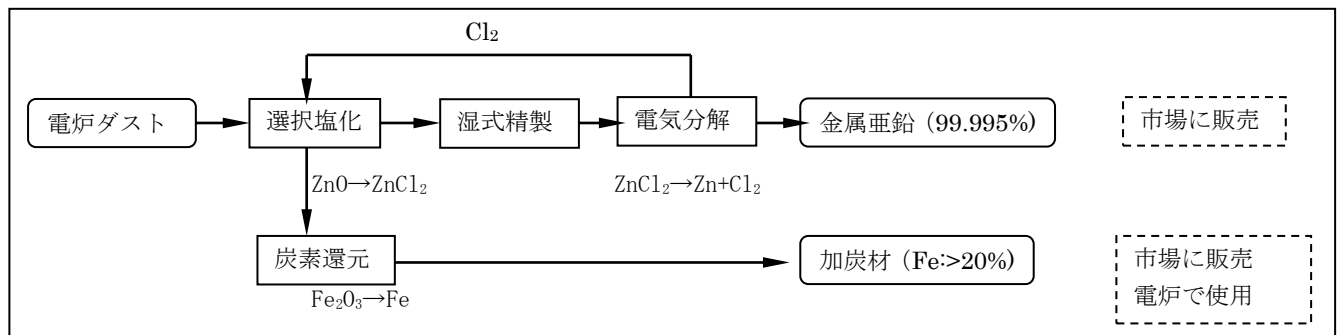 Cl₂
電炉ダスト
選択塩化
湿式精製
電気分解
金属亜鉛 (99.995%)
市場に販売
ZnO→ZnCl₂
ZnCl₂→Zn+Cl₂
炭素還元
加炭材 (Fe:>20%)
市場に販売
電炉で使用
Fe₂O₃→Fe